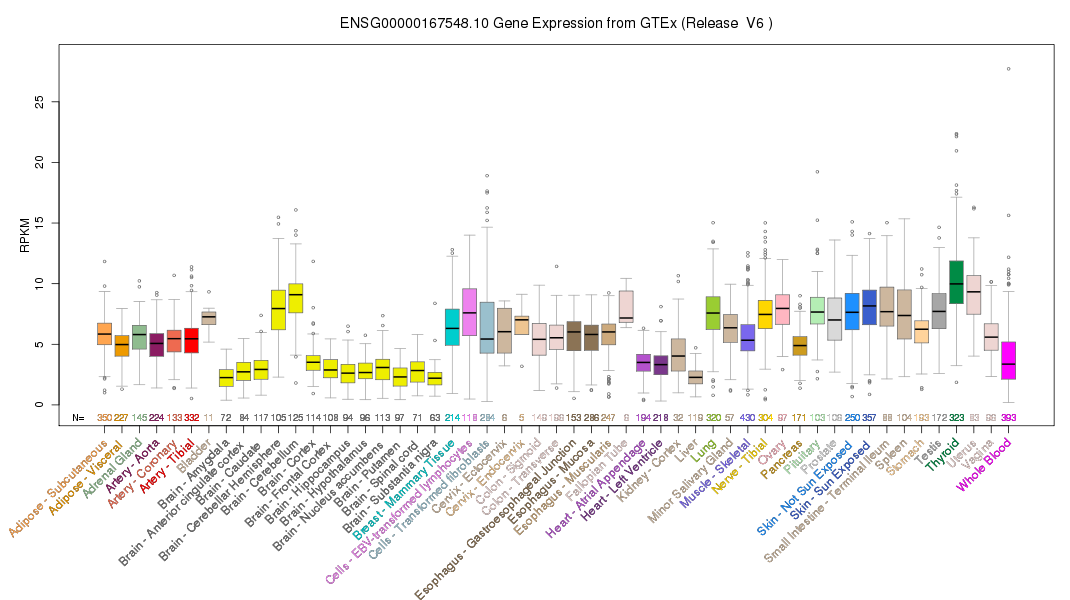 ENSG00000167548.10 Gene Expression from GTEx (Release V6 )
RPKM
25
20
15
10
5
0
N= 350 227 145 224 133 332 11 72 84 117 105 125 114 108 94 96 113 97 71 63 214 118 284 6 5 149 196 153 286 247 6 194 218 32 119 320 57 430 304 97 171 103 106 250 357 88 104 193 172 323 83 96 393
Adipose - Subcutaneous
Adipose - Visceral
Adrenal Gland
Artery - Aorta
Artery - Coronary
Artery - Tibial
Bladder
Brain - Amygdala
Brain - Anterior cingulate cortex
Brain - Caudate
Brain - Cerebellar Hemisphere
Brain - Cerebellum
Brain - Cortex
Brain - Frontal Cortex
Brain - Hippocampus
Brain - Hypothalamus
Brain - Nucleus accumbens
Brain - Putamen
Brain - Spinal cord
Brain - Substantia nigra
Breast - Mammary Tissue
Cells - EBV-transformed lymphocytes
Cells - Transformed fibroblasts
Cervix - Ectocervix
Cervix - Endocervix
Colon - Sigmoid
Colon - Transverse
Esophagus - Gastroesophageal Junction
Esophagus - Mucosa
Esophagus - Muscularis
Fallopian Tube
Heart - Atrial Appendage
Heart - Left Ventricle
Kidney - Cortex
Liver
Lung
Minor Salivary Gland
Muscle - Skeletal
Nerve - Tibial
Ovary
Pancreas
Pituitary
Prostate
Skin - Not Sun Exposed
Skin - Sun Exposed
Small Intestine - Terminal Ileum
Spleen
Stomach
Testis
Thyroid
Uterus
Vagina
Whole Blood